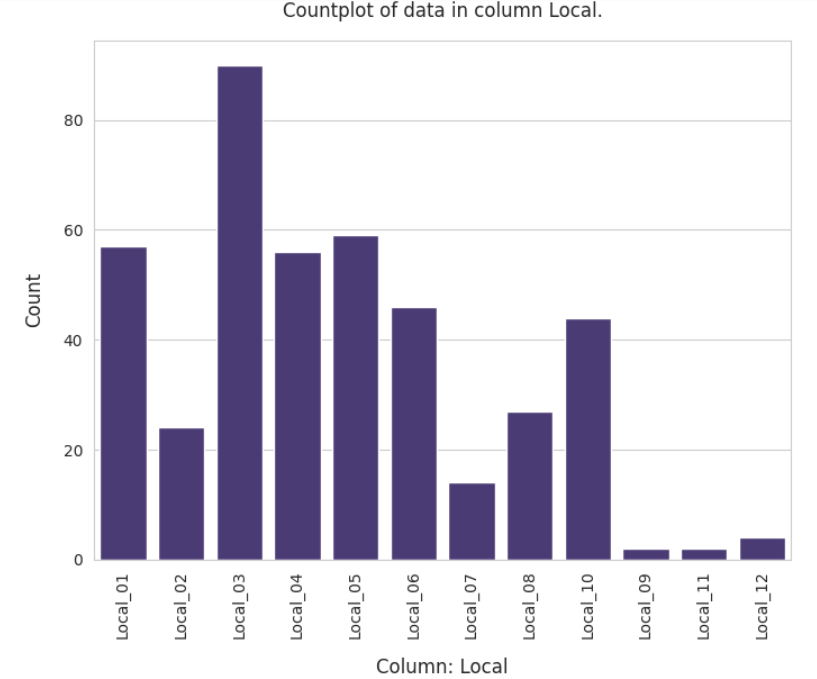 Countplot of data in column Local.
80
60
40
20
0
Count
Local_01
Local_02
Local_03
Local_04
Local_05
Local_06
Local_07
Local_08
Local_10
Local_09
Local_11
Local_12
Column: Local